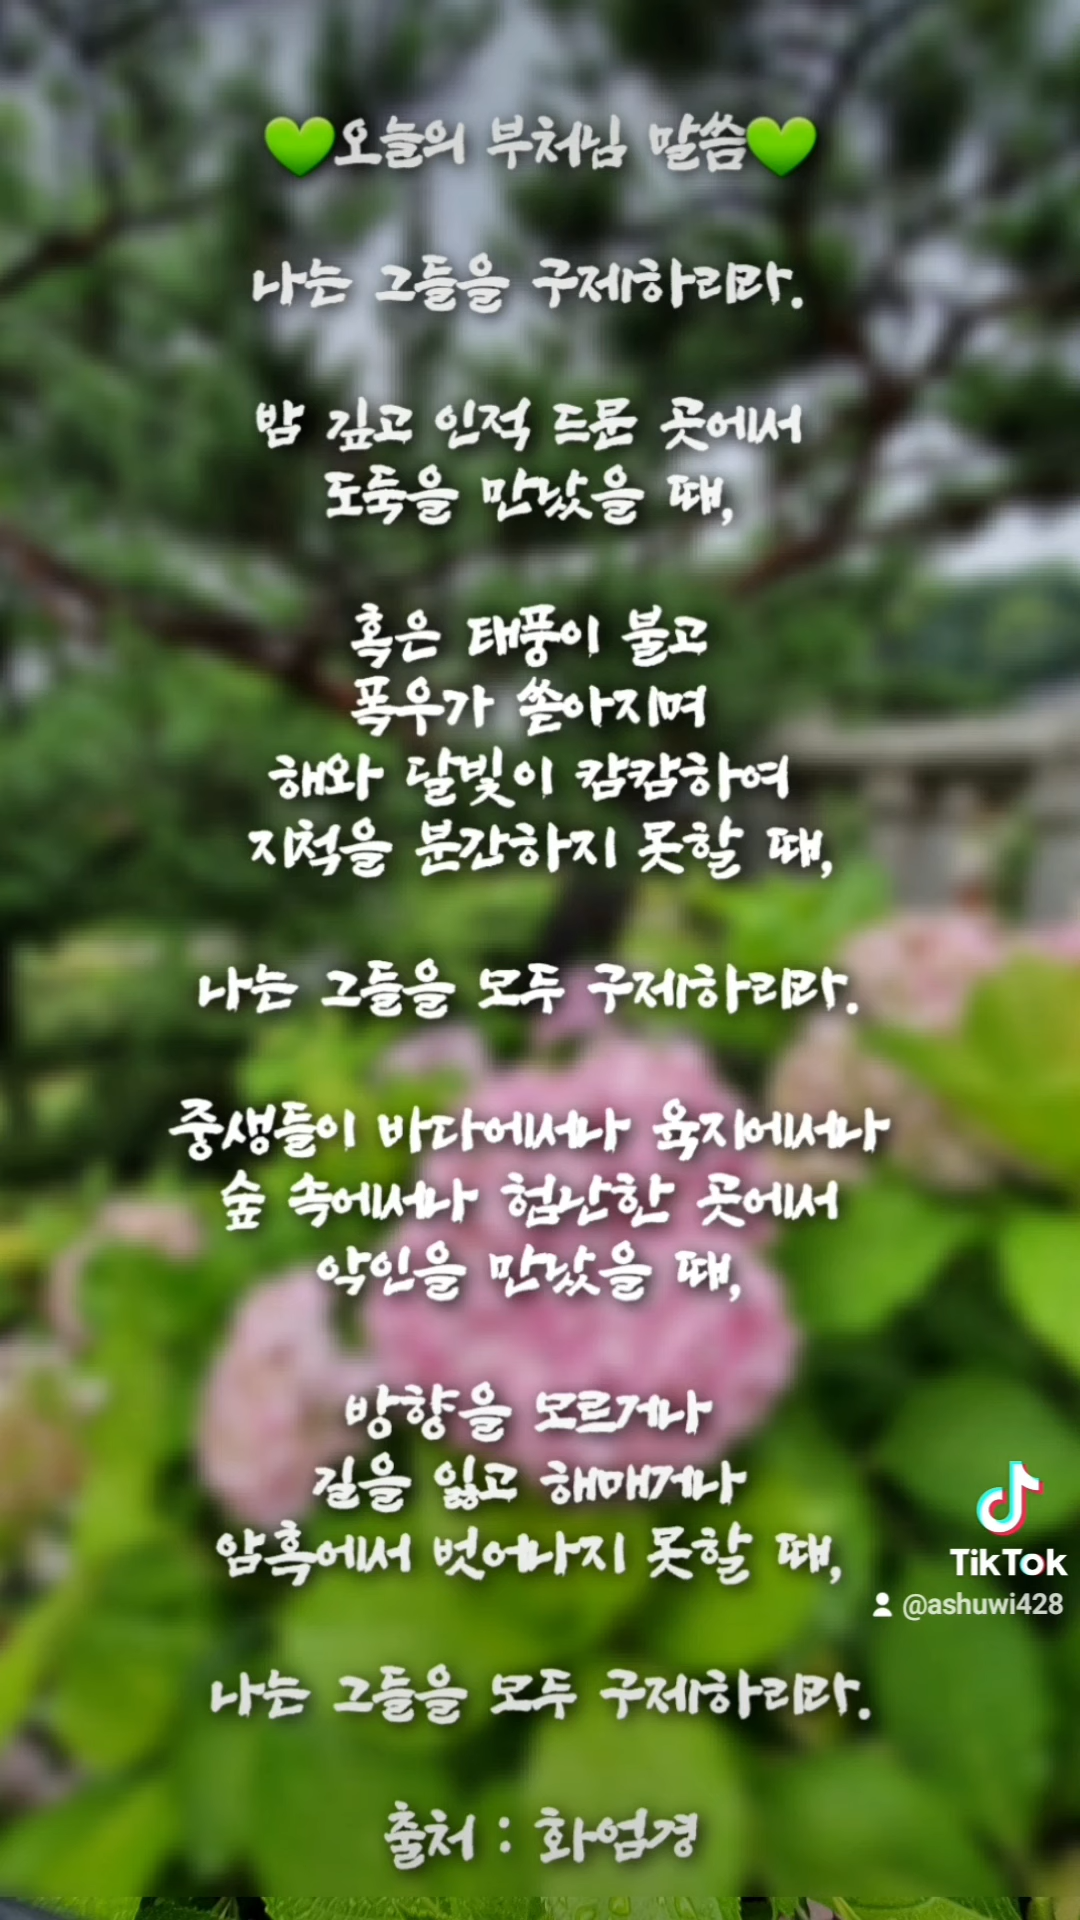 💚오늘의 부처님 말씀💚
나는 그들을 구제하리라.
밤 깊고 인적 드문 곳에서
도둑을 만났을 때,
혹은 태풍이 불고
폭우가 쏟아지며
해와 달빛이 캄캄하여
지척을 분간하지 못할 때,
나는 그들을 모두 구제하리라.
중생들이 바다에서나 육지에서나
숲 속에서나 험난한 곳에서
악인을 만났을 때,
방향을 모르거나
길을 잃고 해매거나
암흑에서 벗어나지 못할 때,
나는 그들을 모두 구제하리라.
출처 : 화엄경
TikTok
@ashuwi428